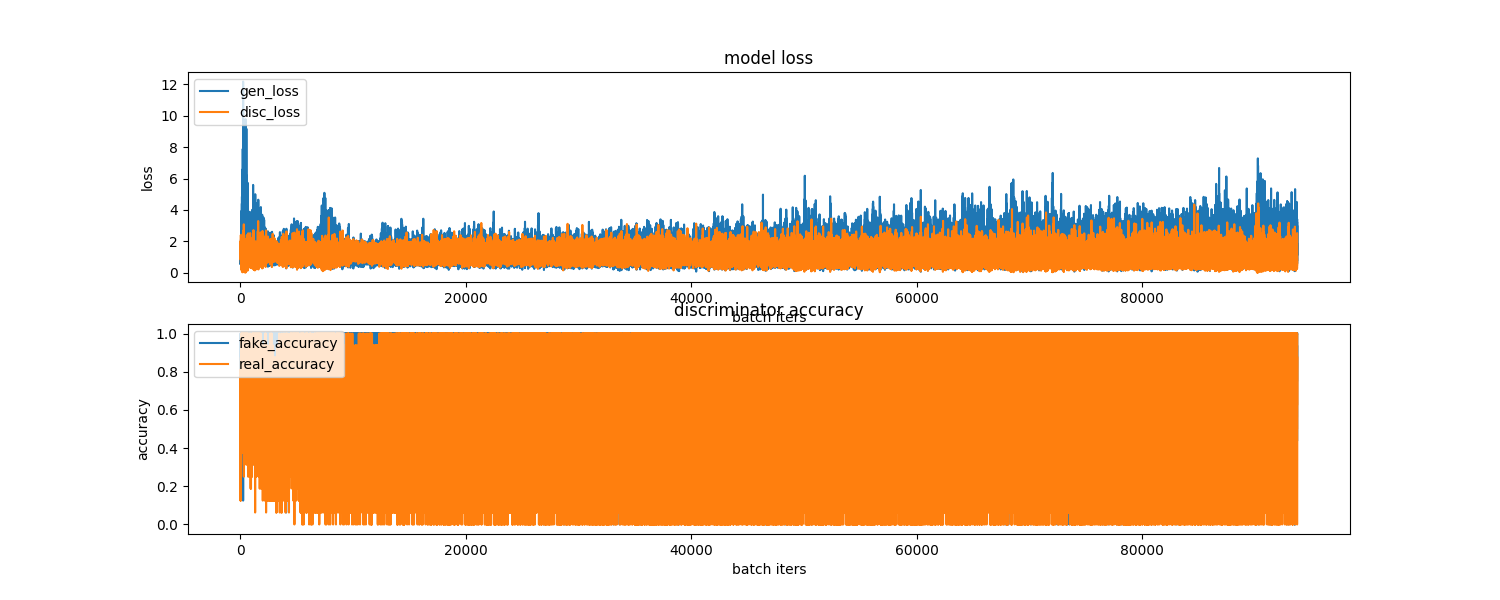 model loss
gen_loss
disc_loss
12
10
8
6
4
2
0
loss
0 20000 40000 60000 80000
batch iters
discriminator accuracy
fake_accuracy
real_accuracy
1.0
0.8
0.6
0.4
0.2
0.0
accuracy
0 20000 40000 60000 80000
batch iters